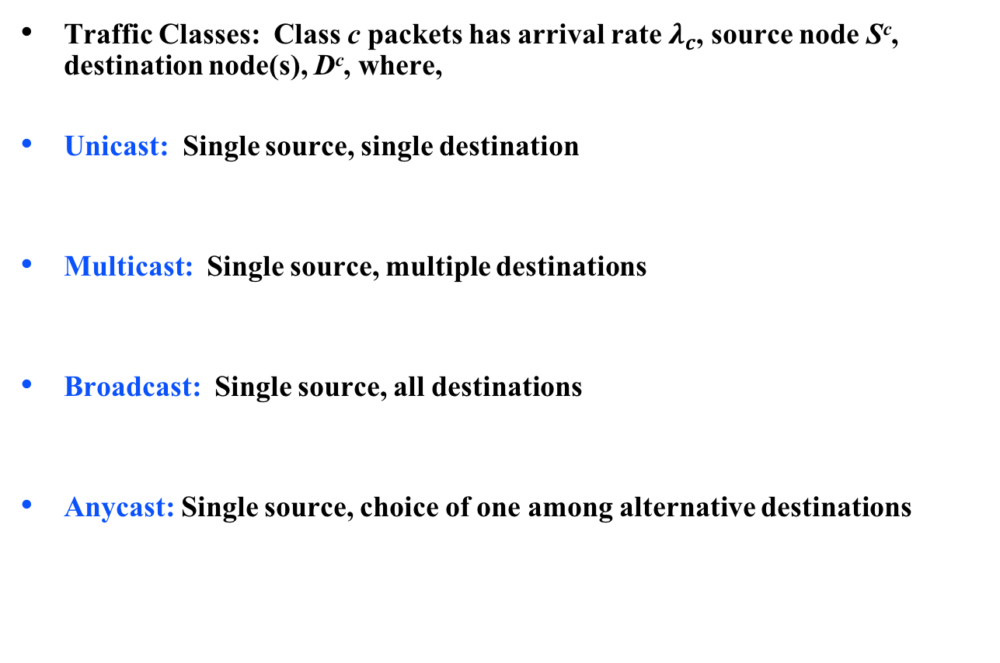 • Traffic Classes: Class c packets has arrival rate λ_c, source node S^c,
destination node(s), D^c, where,
• Unicast: Single source, single destination
• Multicast: Single source, multiple destinations
• Broadcast: Single source, all destinations
• Anycast: Single source, choice of one among alternative destinations